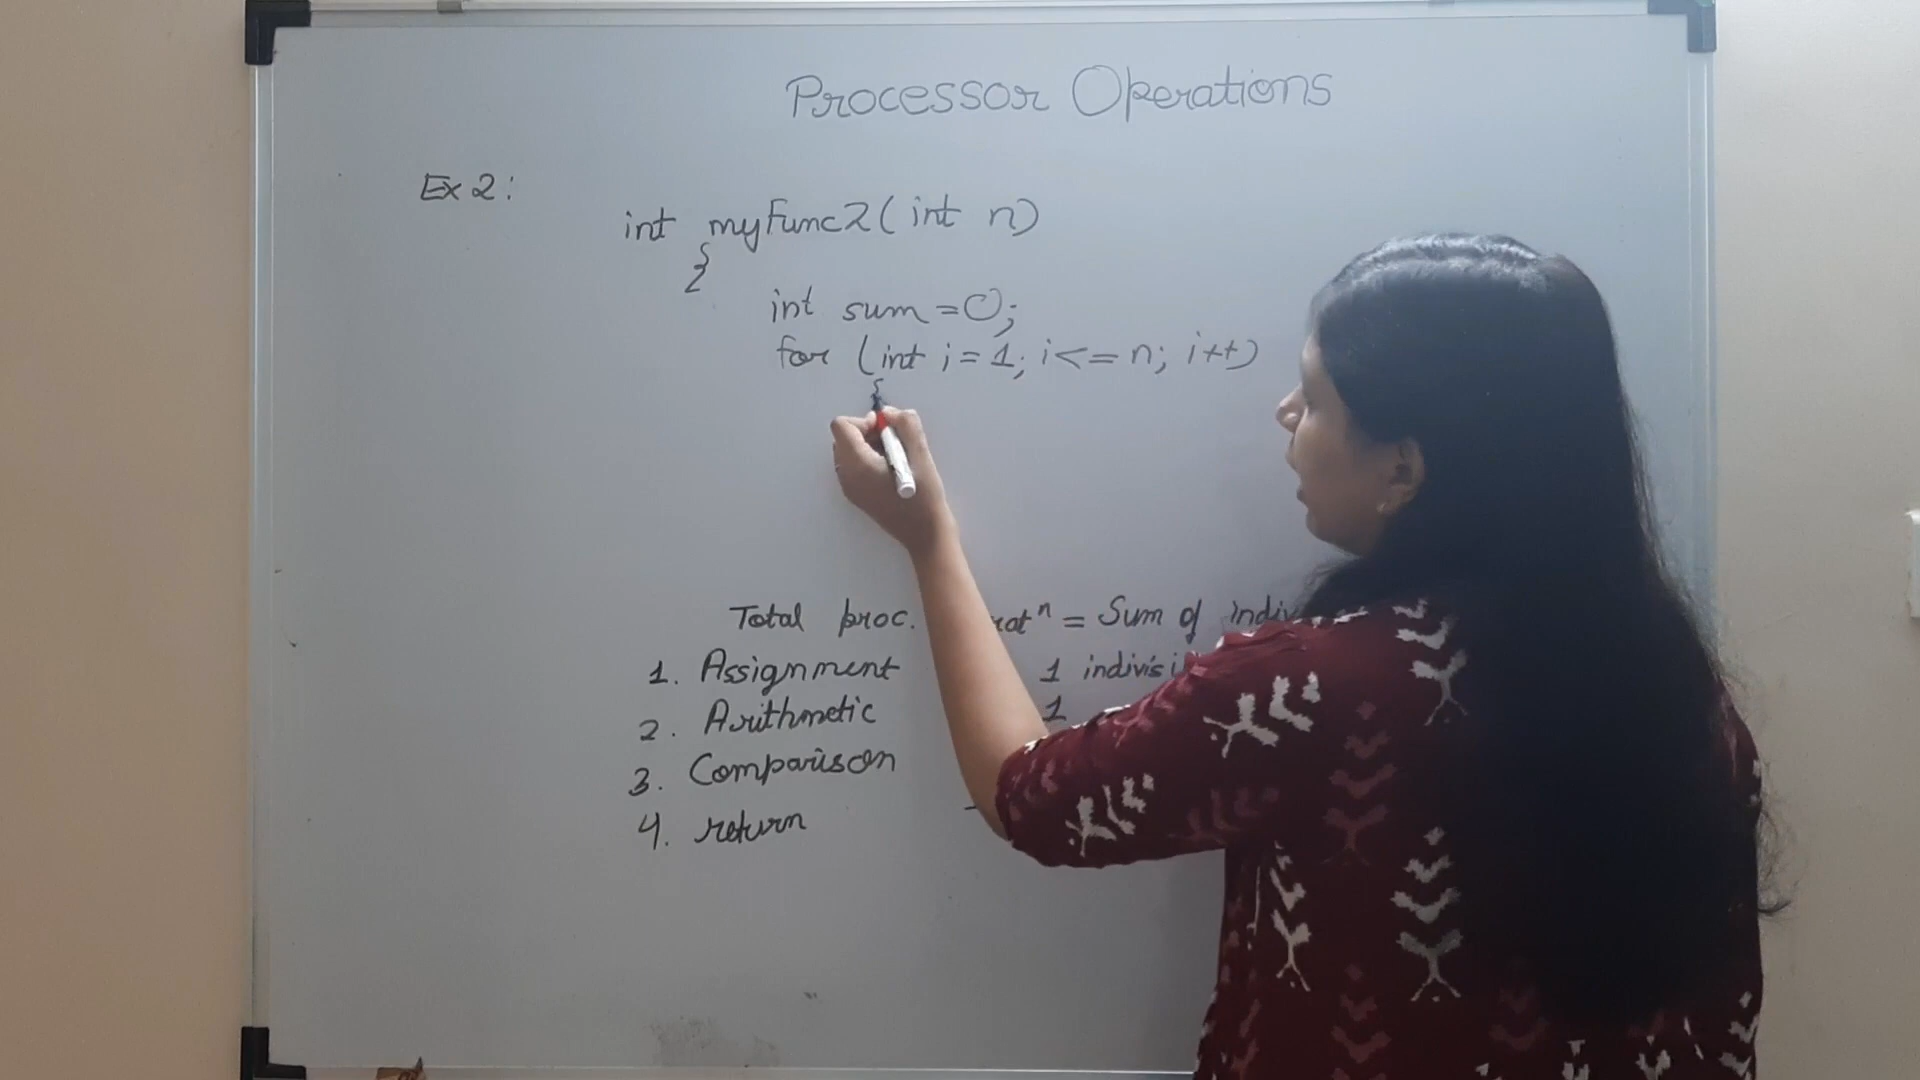 Processor Operations
Ex 2:
int myFunc2(int n)
{
int sum=0;
for (int i=1; i<=n; i++)
{
Total proc. = Sum of
1. Assignment 1
2. Arithmetic 1
3. Comparison
4. return